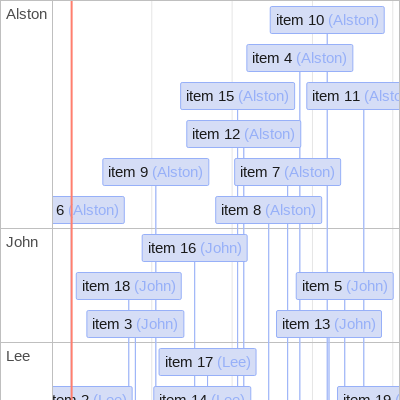 Alston
item 10 (Alston)
item 4 (Alston)
item 15 (Alston)
item 11 (Alsto
item 12 (Alston)
item 9 (Alston)
item 7 (Alston)
6 (Alston)
item 8 (Alston)
John
item 16 (John)
item 18 (John)
item 5 (John)
item 3 (John)
item 13 (John)
Lee
item 17 (Lee)
tem 2 (Lee)
item 14 (Lee)
item 19 (